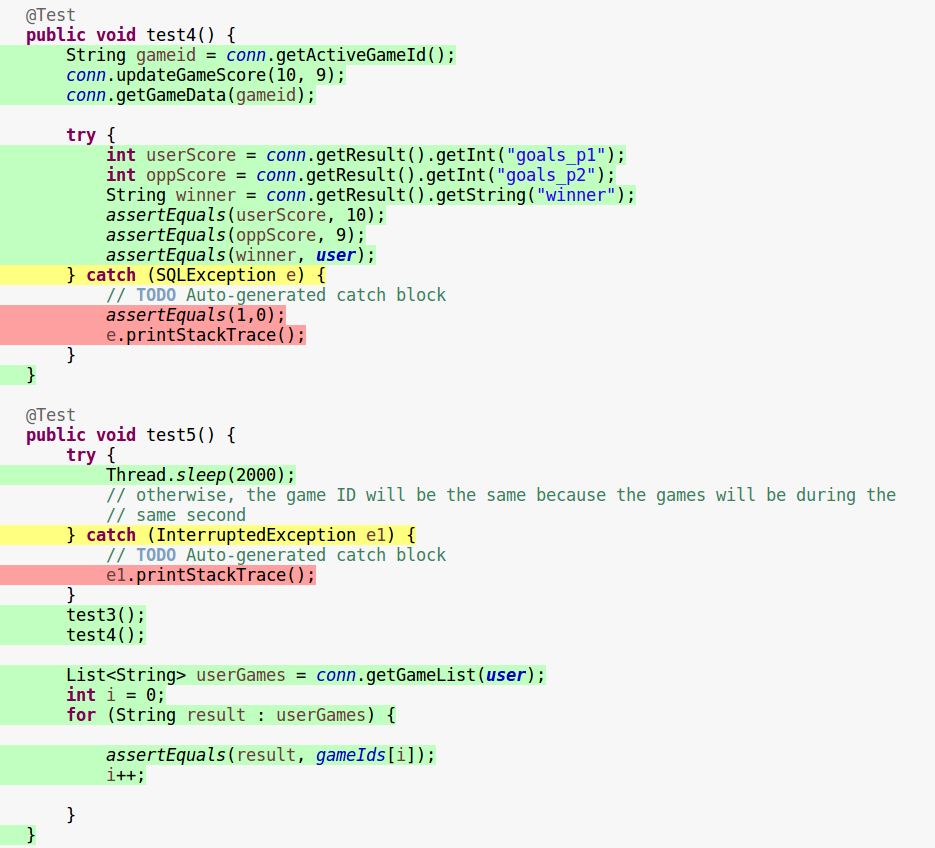 @Test
public void test4() {
String gameid = conn.getActiveGameId();
conn.updateGameScore(10, 9);
conn.getGameData(gameid);
try {
int userScore = conn.getResult().getInt("goals_p1");
int oppScore = conn.getResult().getInt("goals_p2");
String winner = conn.getResult().getString("winner");
assertEquals(userScore, 10);
assertEquals(oppScore, 9);
assertEquals(winner, user);
} catch (SQLException e) {
// TODO Auto-generated catch block
assertEquals(1,0);
e.printStackTrace();
}
}
@Test
public void test5() {
try {
Thread.sleep(2000);
// otherwise, the game ID will be the same because the games will be during the
// same second
} catch (InterruptedException e1) {
// TODO Auto-generated catch block
e1.printStackTrace();
}
test3();
test4();
List<String> userGames = conn.getGameList(user);
int i = 0;
for (String result : userGames) {
assertEquals(result, gameIds[i]);
i++;
}
}